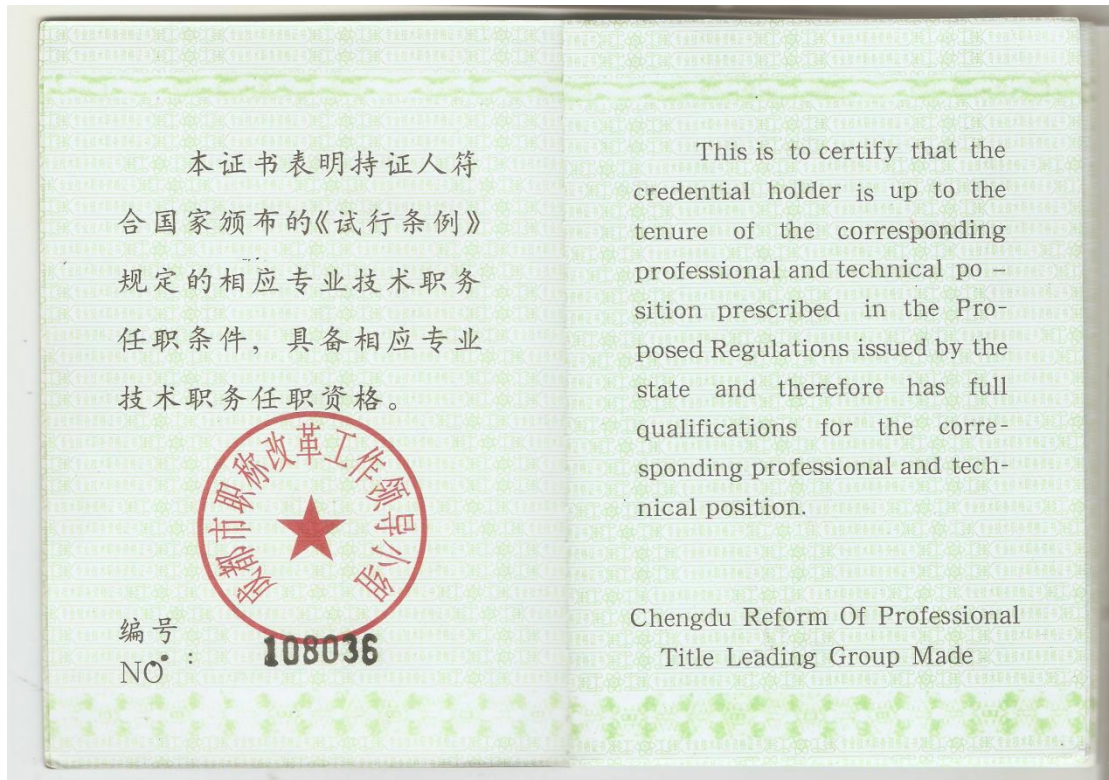 本证书表明持证人符
合国家颁布的《试行条例》
规定的相应专业技术职务
任职条件，具备相应专业
技术职务任职资格。
成都市职称改革工作领导小组
编号
NO : 108036
This is to certify that the
credential holder is up to the
tenure of the corresponding
professional and technical po –
sition prescribed in the Pro-
posed Regulations issued by the
state and therefore has full
qualifications for the corre-
sponding professional and tech-
nical position.
Chengdu Reform Of Professional
Title Leading Group Made